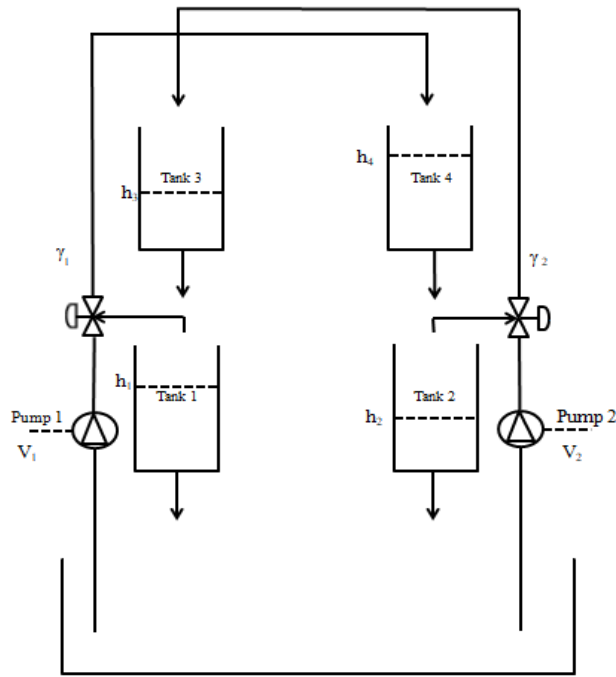 Tank 3
h₃
h₄
Tank 4
γ₁
γ₂
h₁
Tank 1
Tank 2
h₂
Pump 1
V₁
Pump 2
V₂